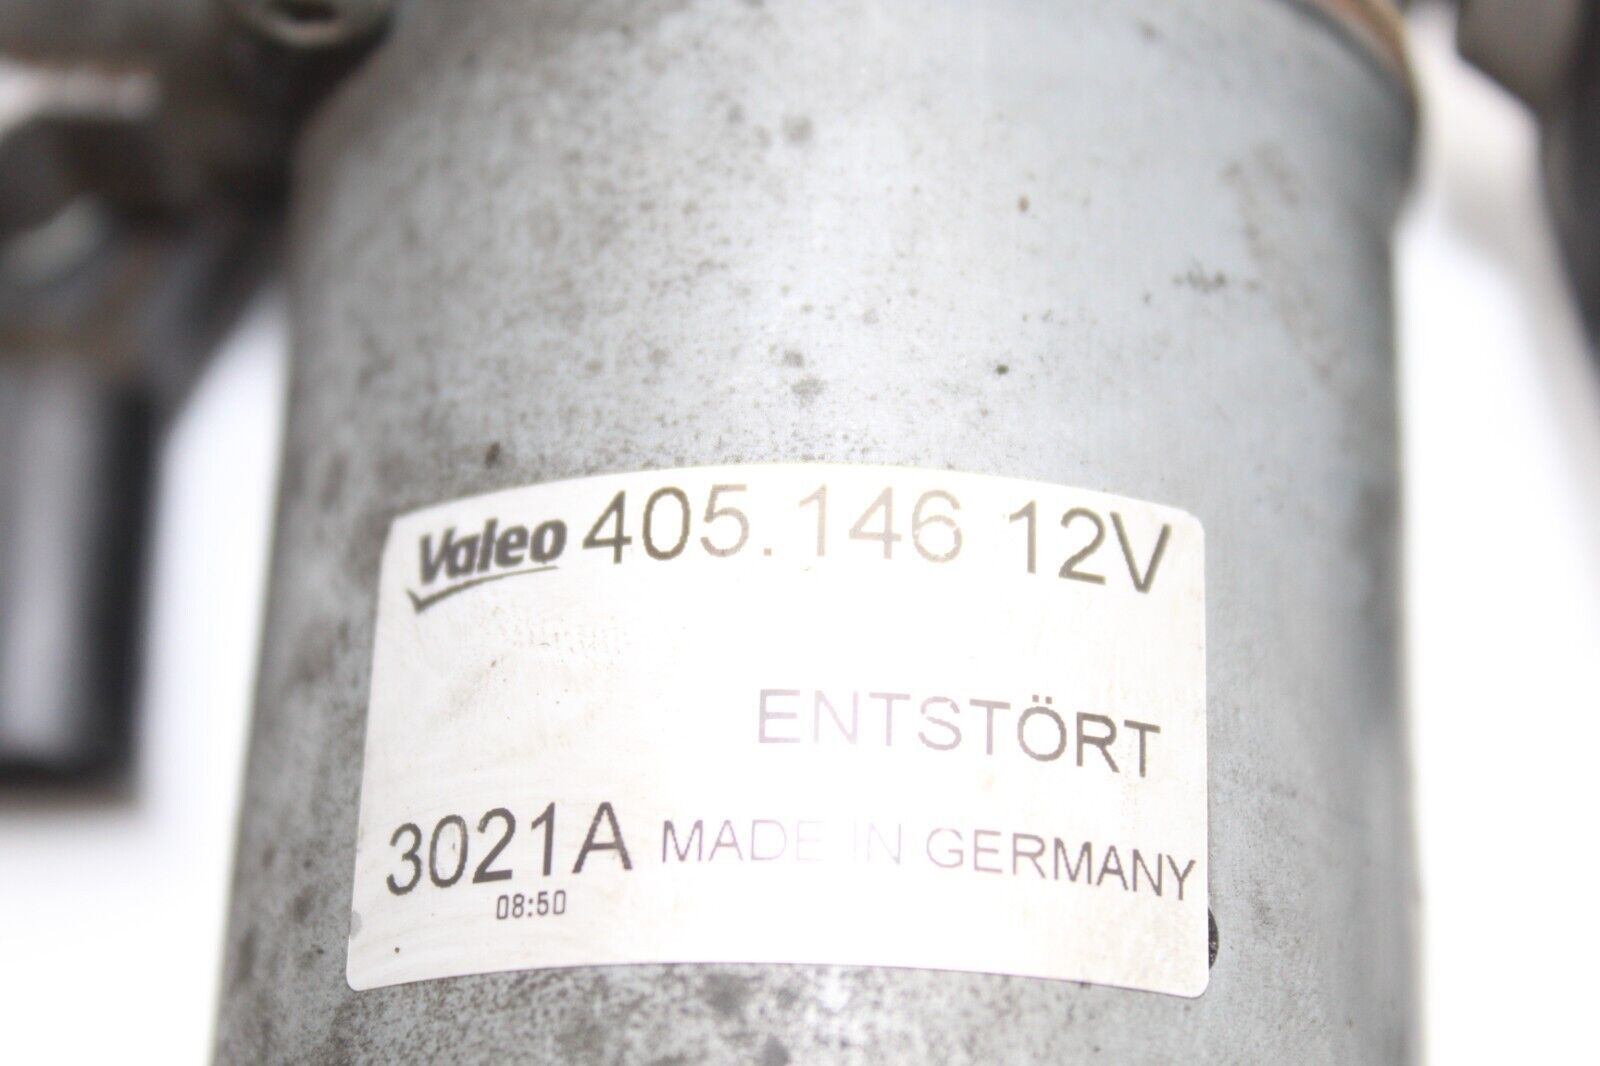 Valeo 405.146 12V
ENTSTÖRT
3021A MADE IN GERMANY
08:50